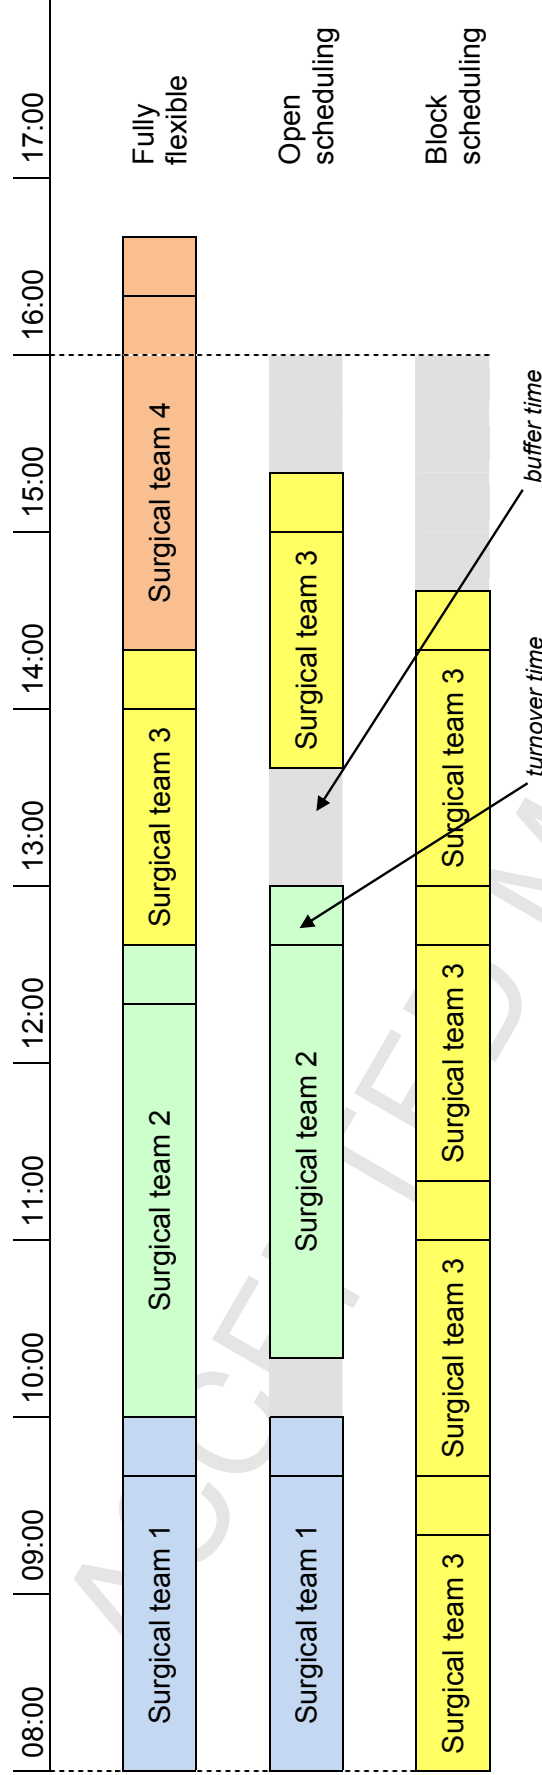 08:00 09:00 10:00 11:00 12:00 13:00 14:00 15:00 16:00 17:00
Surgical team 1 Surgical team 2 Surgical team 3 Surgical team 4
Fully
flexible
Surgical team 1 Surgical team 2 Surgical team 3
Open
scheduling
Surgical team 3 Surgical team 3 Surgical team 3 Surgical team 3
Block
scheduling
turnover time
buffer time